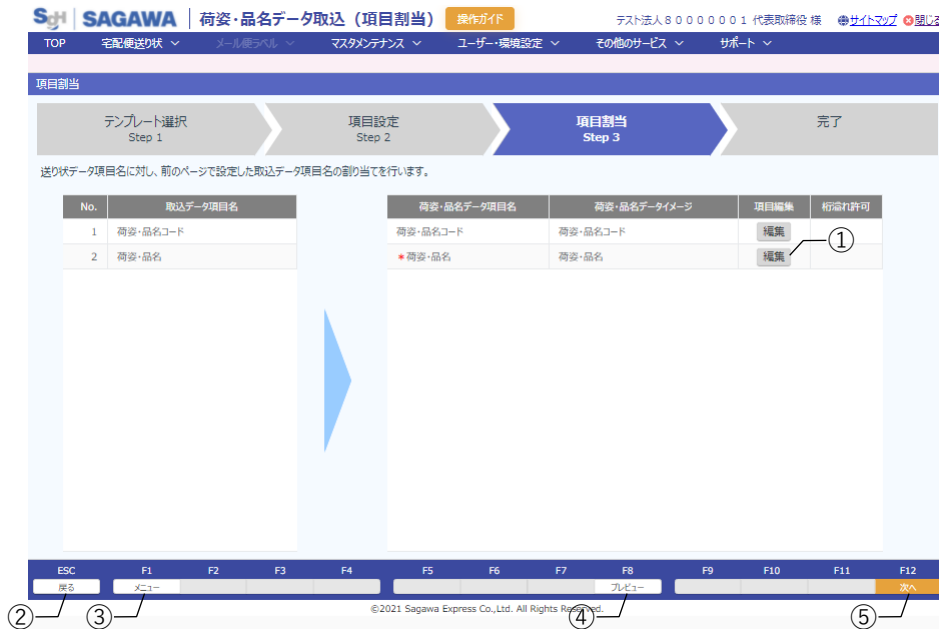 SGH SAGAWA 荷姿・品名データ取込（項目割当） 操作ガイド テスト法人８００００００１ 代表取締役 様 サイトマップ 閉じる
TOP 宅配便送り状 メール便ラベル マスタメンテナンス ユーザー・環境設定 その他のサービス サポート
項目割当
テンプレート選択 項目設定 項目割当 完了
Step 1 Step 2 Step 3
送り状データ項目名に対し、前のページで設定した取込データ項目名の割り当てを行います。
No. 取込データ項目名 荷姿・品名データ項目名 荷姿・品名データイメージ 項目編集 桁溢れ許可
1 荷姿・品名コード 荷姿・品名コード 荷姿・品名コード 編集
①
2 荷姿・品名 *荷姿・品名 荷姿・品名 編集
ESC F1 F2 F3 F4 F5 F6 F7 F8 F9 F10 F11 F12
戻る メニュー プレビュー 次へ
② ③ ④ ⑤
©2021 Sagawa Express Co.,Ltd. All Rights Reserved.